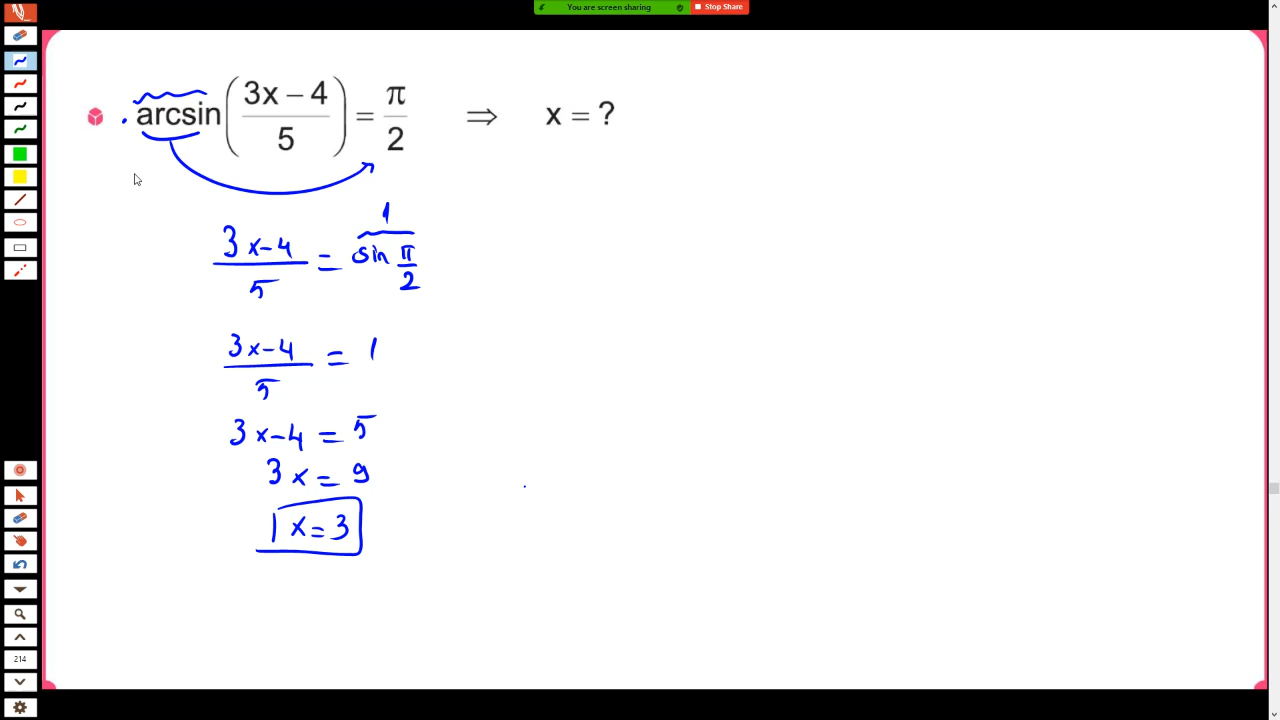 You are screen sharing Stop Share
arcsin((3x − 4)/5) = π/2 ⇒ x = ?
(3x-4)/5 = sin π/2 1
(3x-4)/5 = 1
3x-4 = 5
3x = 9
x = 3
214